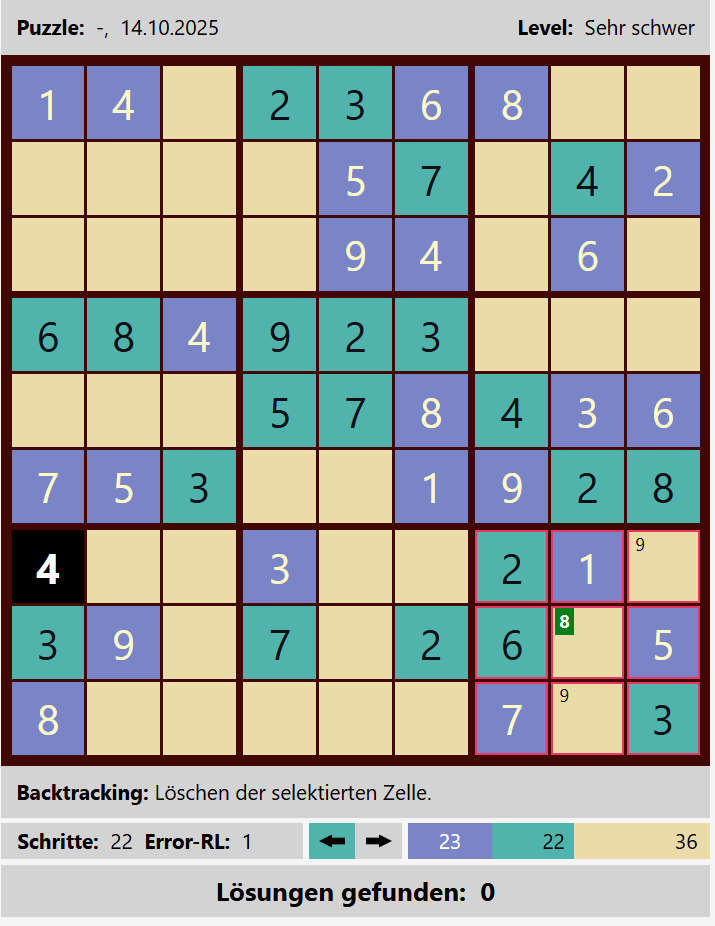 Puzzle: -, 14.10.2025 Level: Sehr schwer
1 4 2 3 6 8
5 7 4 2
9 4 6
6 8 4 9 2 3
5 7 8 4 3 6
7 5 3 1 9 2 8
4 3 2 1 9
3 9 7 2 6 8 5
8 7 9 3
Backtracking: Löschen der selektierten Zelle.
Schritte: 22 Error-RL: 1 23 22 36
Lösungen gefunden: 0